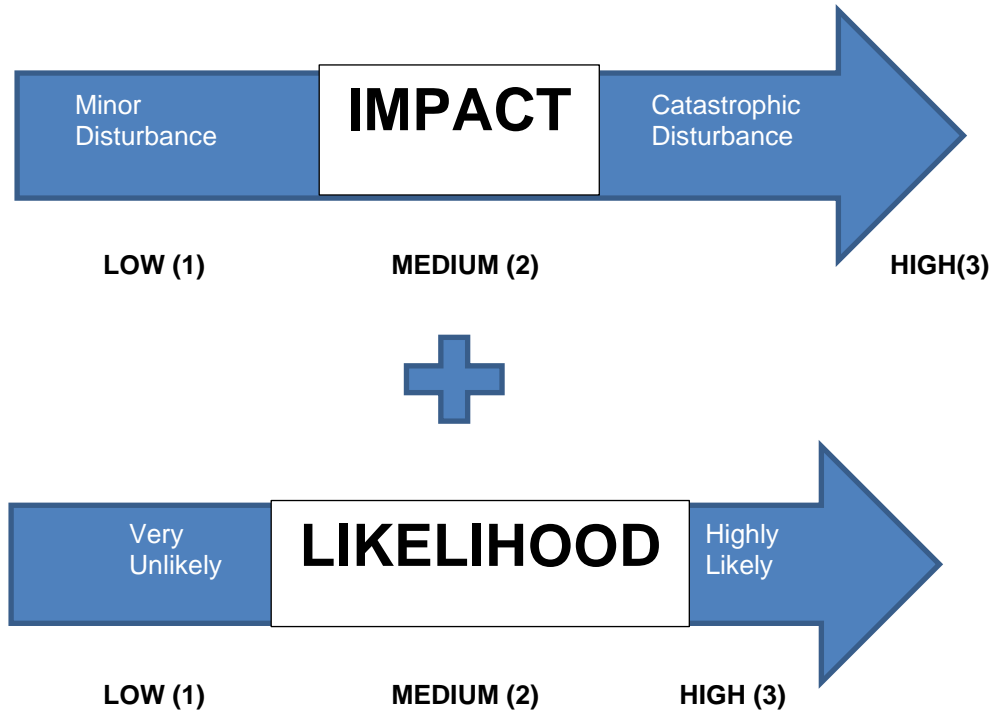 Minor
Disturbance
IMPACT
Catastrophic
Disturbance
LOW (1)
MEDIUM (2)
HIGH(3)
Very
Unlikely
LIKELIHOOD
Highly
Likely
LOW (1)
MEDIUM (2)
HIGH (3)